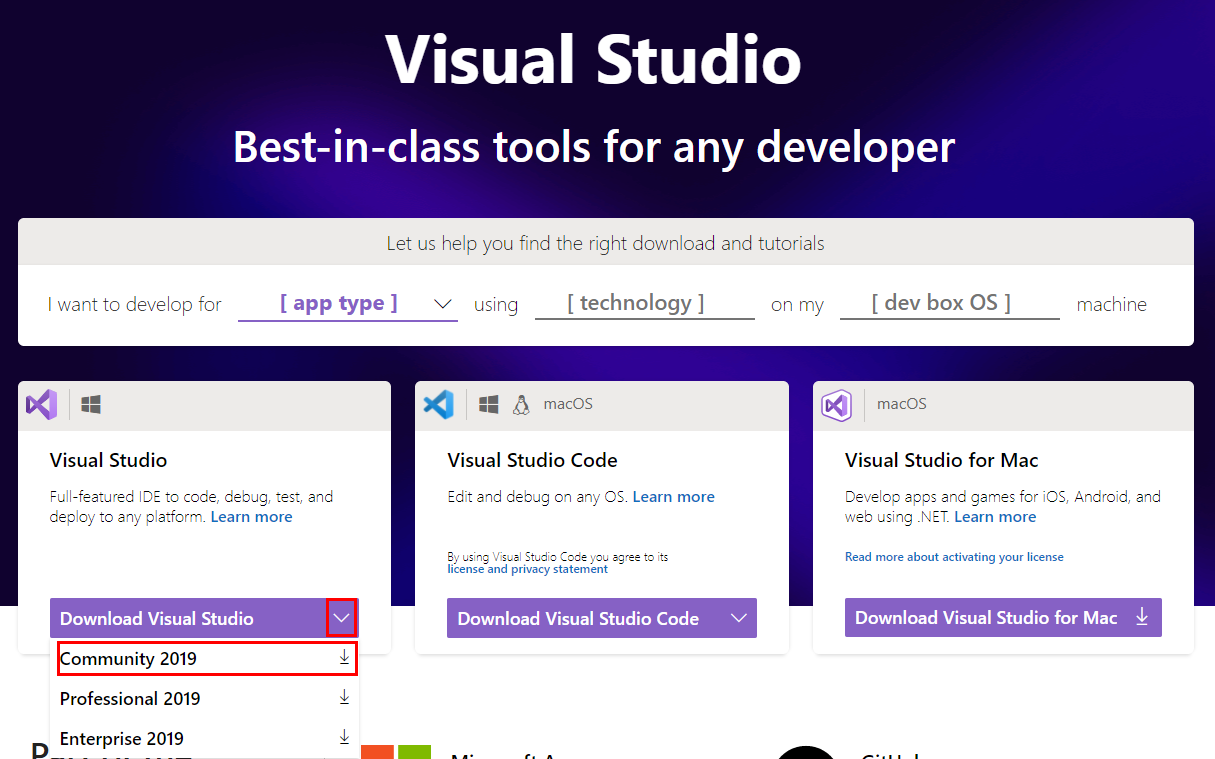 Visual Studio
Best-in-class tools for any developer
Let us help you find the right download and tutorials
I want to develop for [ app type ] using [ technology ] on my [ dev box OS ] machine
Visual Studio
Full-featured IDE to code, debug, test, and
deploy to any platform. Learn more
Download Visual Studio
Community 2019
Professional 2019
Enterprise 2019
macOS
Visual Studio Code
Edit and debug on any OS. Learn more
By using Visual Studio Code you agree to its
license and privacy statement
Download Visual Studio Code
macOS
Visual Studio for Mac
Develop apps and games for iOS, Android, and
web using .NET. Learn more
Read more about activating your license
Download Visual Studio for Mac
GitHub